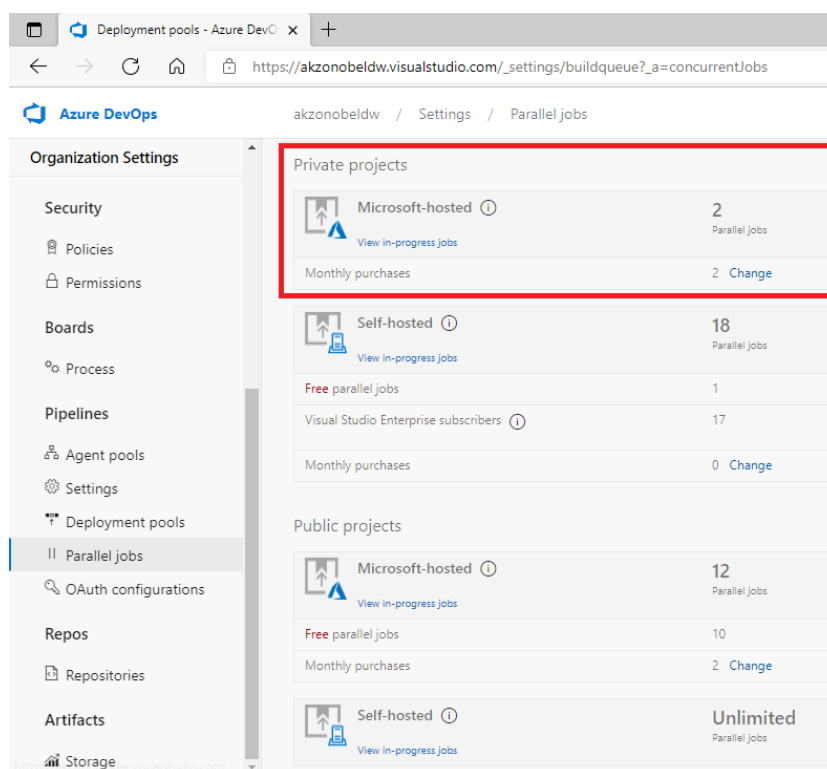 Deployment pools - Azure DevO
https://akzonobeldw.visualstudio.com/_settings/buildqueue?_a=concurrentJobs
Azure DevOps
akzonobeldw / Settings / Parallel jobs
Organization Settings
Security
Policies
Permissions
Boards
Process
Pipelines
Agent pools
Settings
Deployment pools
Parallel jobs
OAuth configurations
Repos
Repositories
Artifacts
Storage
Private projects
Microsoft-hosted
2
View in-progress jobs
Parallel jobs
Monthly purchases 2 Change
Self-hosted
18
View in-progress jobs
Parallel jobs
Free parallel jobs 1
Visual Studio Enterprise subscribers 17
Monthly purchases 0 Change
Public projects
Microsoft-hosted
12
View in-progress jobs
Parallel jobs
Free parallel jobs 10
Monthly purchases 2 Change
Self-hosted
Unlimited
View in-progress jobs
Parallel jobs